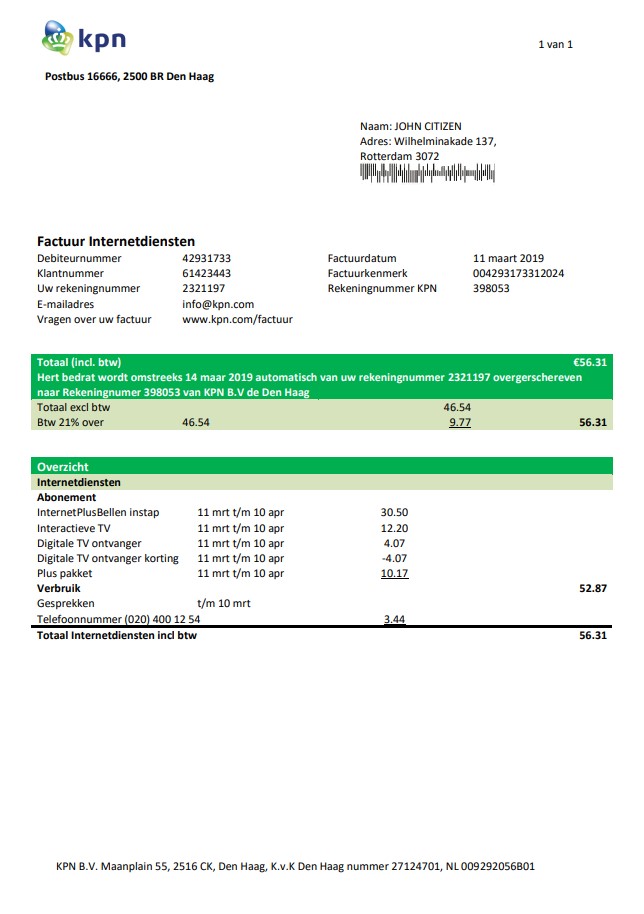 kpn
1 van 1
Postbus 16666, 2500 BR Den Haag
Naam: JOHN CITIZEN
Adres: Wilhelminakade 137,
Rotterdam 3072
Factuur Internetdiensten
Debiteurnummer 42931733 Factuurdatum 11 maart 2019
Klantnummer 61423443 Factuurkenmerk 004293173312024
Uw rekeningnummer 2321197 Rekeningnummer KPN 398053
E-mailadres info@kpn.com
Vragen over uw factuur www.kpn.com/factuur
Totaal (incl. btw) €56.31
Hert bedrat wordt omstreeks 14 maar 2019 automatisch van uw rekeningnummer 2321197 overgerschereven
naar Rekeningnumer 398053 van KPN B.V de Den Haag
Totaal excl btw 46.54
Btw 21% over 46.54 9.77 56.31
Overzicht
Internetdiensten
Abonement
InternetPlusBellen instap 11 mrt t/m 10 apr 30.50
Interactieve TV 11 mrt t/m 10 apr 12.20
Digitale TV ontvanger 11 mrt t/m 10 apr 4.07
Digitale TV ontvanger korting 11 mrt t/m 10 apr -4.07
Plus pakket 11 mrt t/m 10 apr 10.17
Verbruik 52.87
Gesprekken t/m 10 mrt
Telefoonnummer (020) 400 12 54 3.44
Totaal Internetdiensten incl btw 56.31
KPN B.V. Maanplain 55, 2516 CK, Den Haag, K.v.K Den Haag nummer 27124701, NL 009292056B01